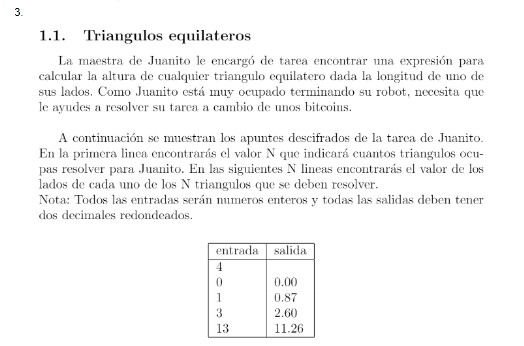 3.
1.1. Triangulos equilateros
La maestra de Juanito le encargó de tarea encontrar una expresión para
calcular la altura de cualquier triangulo equilatero dada la longitud de uno de
sus lados. Como Juanito está muy ocupado terminando su robot, necesita que
le ayudes a resolver su tarea a cambio de unos bitcoins.
A continuación se muestran los apuntes descifrados de la tarea de Juanito.
En la primera linea encontrarás el valor N que indicará cuantos triangulos ocu-
pas resolver para Juanito. En las siguientes N lineas encontrarás el valor de los
lados de cada uno de los N triangulos que se deben resolver.
Nota: Todos las entradas serán numeros enteros y todas las salidas deben tener
dos decimales redondeados.
entrada salida
4
0 0.00
1 0.87
3 2.60
13 11.26